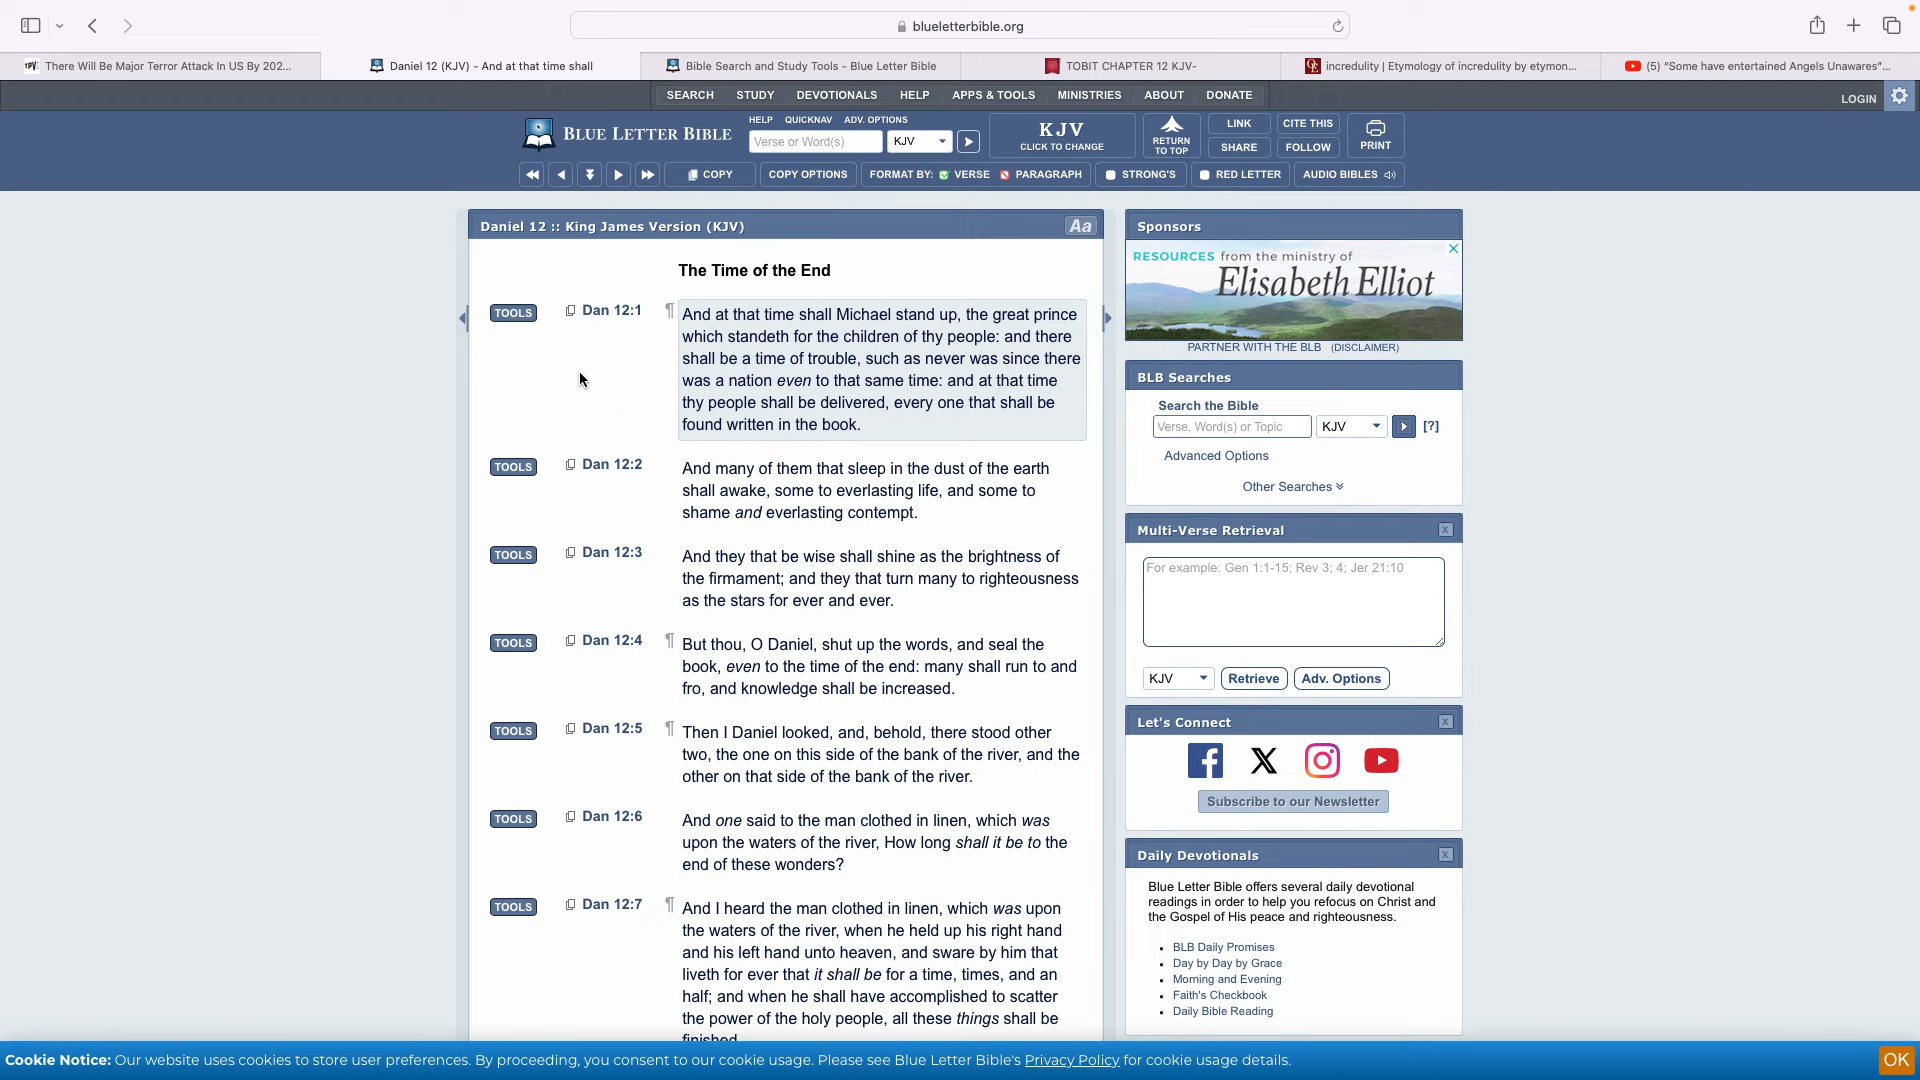 blueletterbible.org
There Will Be Major Terror Attack In US By 202...
Daniel 12 (KJV) - And at that time shall
Bible Search and Study Tools - Blue Letter Bible
TOBIT CHAPTER 12 KJV-
incredulity | Etymology of incredulity by etymon...
(5) "Some have entertained Angels Unawares"...
SEARCH STUDY DEVOTIONALS HELP APPS & TOOLS MINISTRIES ABOUT DONATE
LOGIN
BLUE LETTER BIBLE
HELP QUICKNAV ADV. OPTIONS
Verse or Word(s) KJV
KJV
CLICK TO CHANGE
RETURN
TO TOP
LINK CITE THIS
SHARE FOLLOW
PRINT
COPY COPY OPTIONS FORMAT BY: VERSE PARAGRAPH STRONG'S RED LETTER AUDIO BIBLES
Daniel 12 :: King James Version (KJV) Aa
The Time of the End
TOOLS Dan 12:1 ¶ And at that time shall Michael stand up, the great prince
which standeth for the children of thy people: and there
shall be a time of trouble, such as never was since there
was a nation even to that same time: and at that time
thy people shall be delivered, every one that shall be
found written in the book.
TOOLS Dan 12:2 And many of them that sleep in the dust of the earth
shall awake, some to everlasting life, and some to
shame and everlasting contempt.
TOOLS Dan 12:3 And they that be wise shall shine as the brightness of
the firmament; and they that turn many to righteousness
as the stars for ever and ever.
TOOLS Dan 12:4 ¶ But thou, O Daniel, shut up the words, and seal the
book, even to the time of the end: many shall run to and
fro, and knowledge shall be increased.
TOOLS Dan 12:5 ¶ Then I Daniel looked, and, behold, there stood other
two, the one on this side of the bank of the river, and the
other on that side of the bank of the river.
TOOLS Dan 12:6 And one said to the man clothed in linen, which was
upon the waters of the river, How long shall it be to the
end of these wonders?
TOOLS Dan 12:7 ¶ And I heard the man clothed in linen, which was upon
the waters of the river, when he held up his right hand
and his left hand unto heaven, and sware by him that
liveth for ever that it shall be for a time, times, and an
half; and when he shall have accomplished to scatter
the power of the holy people, all these things shall be
finished.
Sponsors
RESOURCES from the ministry of
Elisabeth Elliot
PARTNER WITH THE BLB (DISCLAIMER)
BLB Searches
Search the Bible
Verse, Word(s) or Topic KJV [?]
Advanced Options
Other Searches
Multi-Verse Retrieval x
For example: Gen 1:1-15; Rev 3; 4; Jer 21:10
KJV Retrieve Adv. Options
Let's Connect x
Subscribe to our Newsletter
Daily Devotionals x
Blue Letter Bible offers several daily devotional
readings in order to help you refocus on Christ and
the Gospel of His peace and righteousness.
BLB Daily Promises
Day by Day by Grace
Morning and Evening
Faith's Checkbook
Daily Bible Reading
Cookie Notice: Our website uses cookies to store user preferences. By proceeding, you consent to our cookie usage. Please see Blue Letter Bible's Privacy Policy for cookie usage details. OK